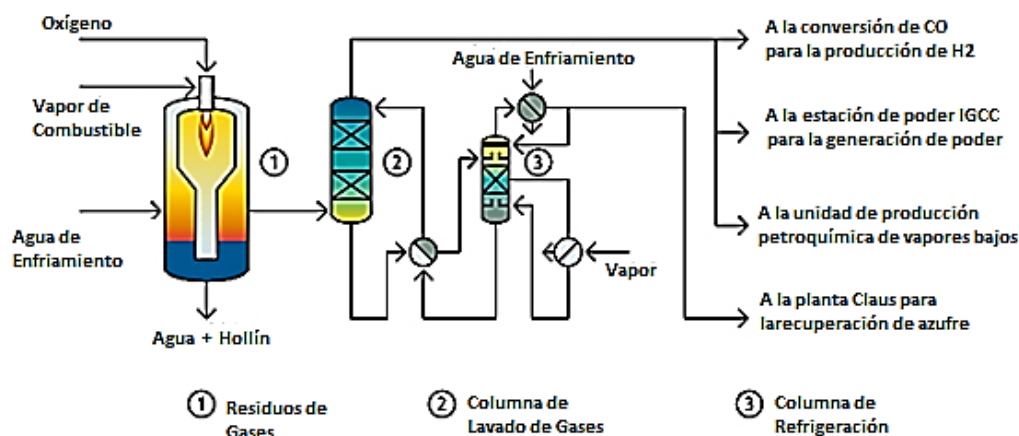 Oxígeno
Vapor de
Combustible
Agua de
Enfriamiento
Agua + Hollín
1
2
3
Agua de Enfriamiento
Vapor
A la conversión de CO
para la producción de H2
A la estación de poder IGCC
para la generación de poder
A la unidad de producción
petroquímica de vapores bajos
A la planta Claus para
larecuperación de azufre
1 Residuos de
Gases
2 Columna de
Lavado de Gases
3 Columna de
Refrigeración